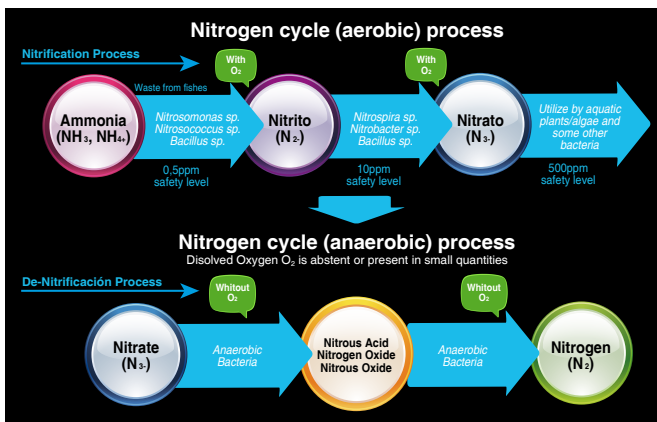 Nitrogen cycle (aerobic) process
Nitrification Process
With
O₂
With
O₂
Waste from fishes
Ammonia
(NH₃, NH₄₊)
Nitrosomonas sp.
Nitrosococcus sp.
Bacillus sp.
Nitrito
(N₂₋)
Nitrospira sp.
Nitrobacter sp.
Bacillus sp.
Nitrato
(N₃₋)
Utilize by aquatic
plants/algae and
some other
bacteria
0,5ppm
safety level
10ppm
safety level
500ppm
safety level
Nitrogen cycle (anaerobic) process
Disolved Oxygen O₂ is abstent or present in small quantities
De-Nitrificación Process
Whitout
O₂
Whitout
O₂
Nitrate
(N₃₋)
Anaerobic
Bacteria
Nitrous Acid
Nitrogen Oxide
Nitrous Oxide
Anaerobic
Bacteria
Nitrogen
(N₂)